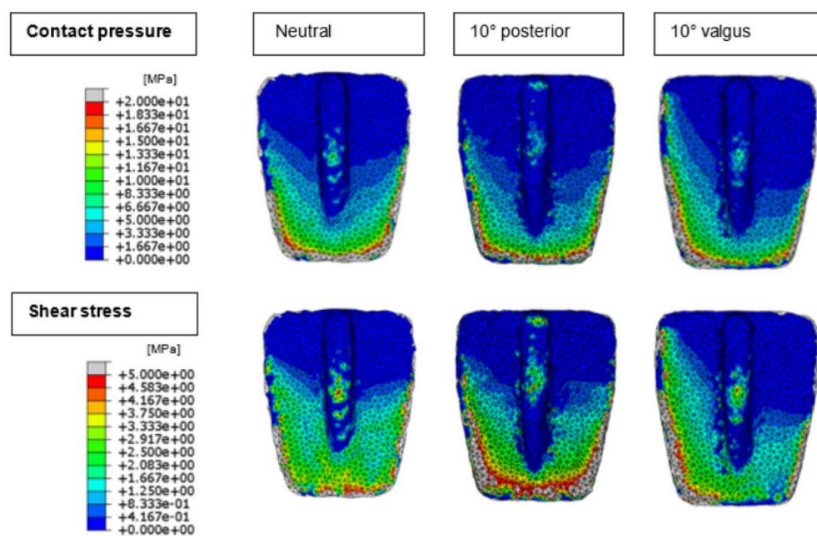 Contact pressure
Neutral
10° posterior
10° valgus
[MPa]
+2.000e+01
+1.833e+01
+1.667e+01
+1.500e+01
+1.333e+01
+1.167e+01
+1.000e+01
+8.333e+00
+6.667e+00
+5.000e+00
+3.333e+00
+1.667e+00
+0.000e+00
Shear stress
[MPa]
+5.000e+00
+4.583e+00
+4.167e+00
+3.750e+00
+3.333e+00
+2.917e+00
+2.500e+00
+2.083e+00
+1.667e+00
+1.250e+00
+8.333e-01
+4.167e-01
+0.000e+00